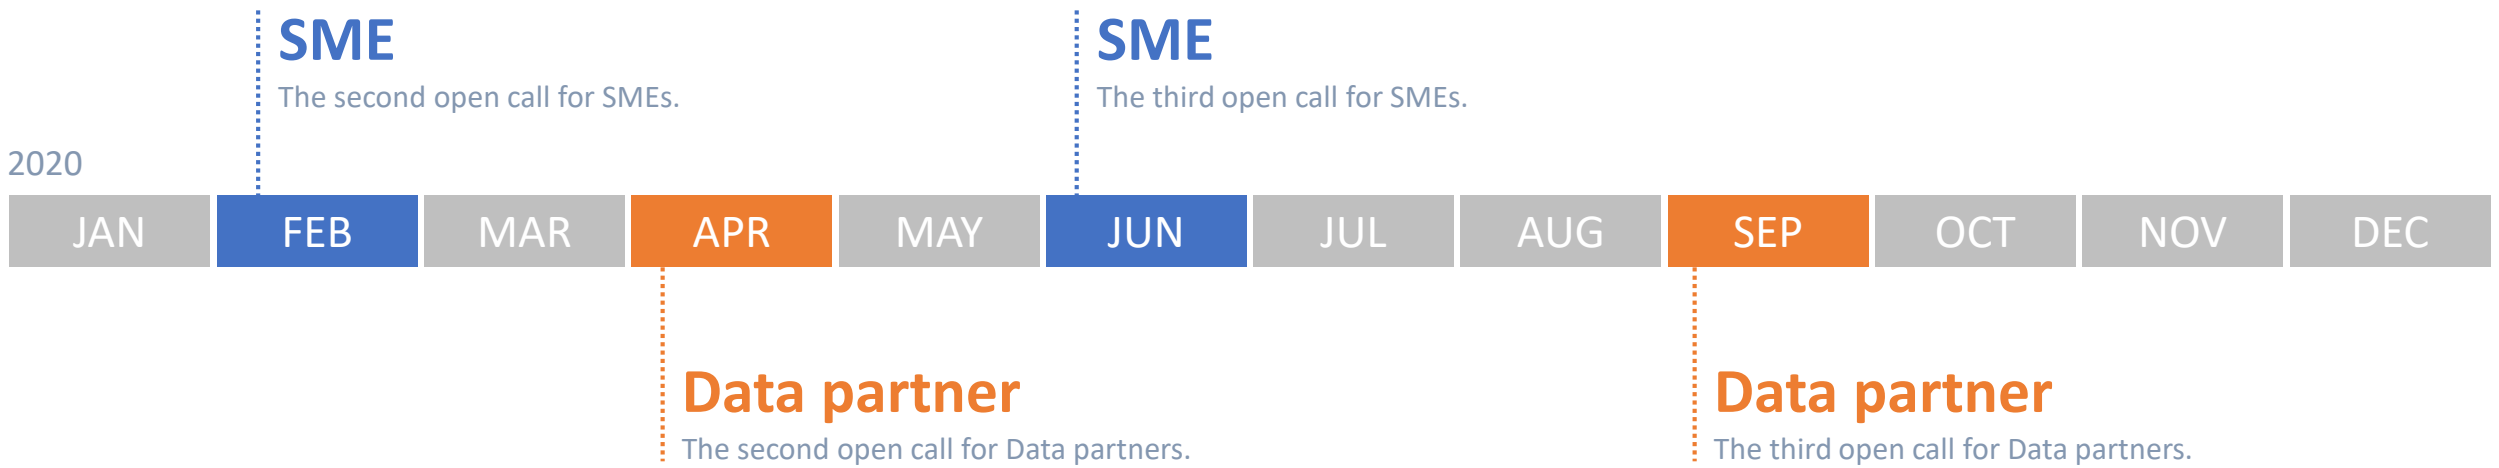 SME
The second open call for SMEs.
SME
The third open call for SMEs.
2020
JAN FEB MAR APR MAY JUN JUL AUG SEP OCT NOV DEC
Data partner
The second open call for Data partners.
Data partner
The third open call for Data partners.